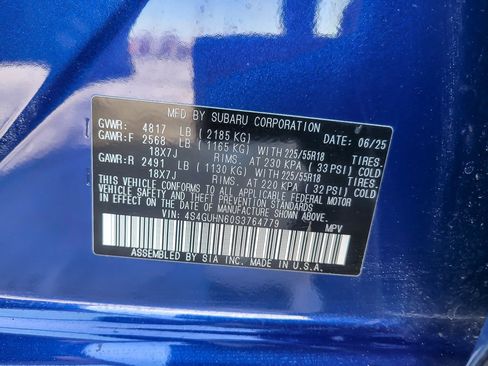 MFD BY SUBARU CORPORATION
GVWR: 4817 LB ( 2185 KG) DATE: 06/25
GAWR: F 2568 LB ( 1165 KG) WITH 225/55R18 TIRES,
18X7J RIMS, AT 230 KPA ( 33 PSI) COLD
GAWR: R 2491 LB ( 1130 KG) WITH 225/55R18 TIRES,
18X7J RIMS, AT 220 KPA ( 32 PSI) COLD
THIS VEHICLE CONFORMS TO ALL APPLICABLE FEDERAL MOTOR
VEHICLE SAFETY AND THEFT PREVENTION STANDARDS
IN EFFECT ON THE DATE OF MANUFACTURE SHOWN ABOVE.
VIN: 4S4GUHN60S3764779 MPV
ASSEMBLED BY SIA INC. MADE IN U.S.A.